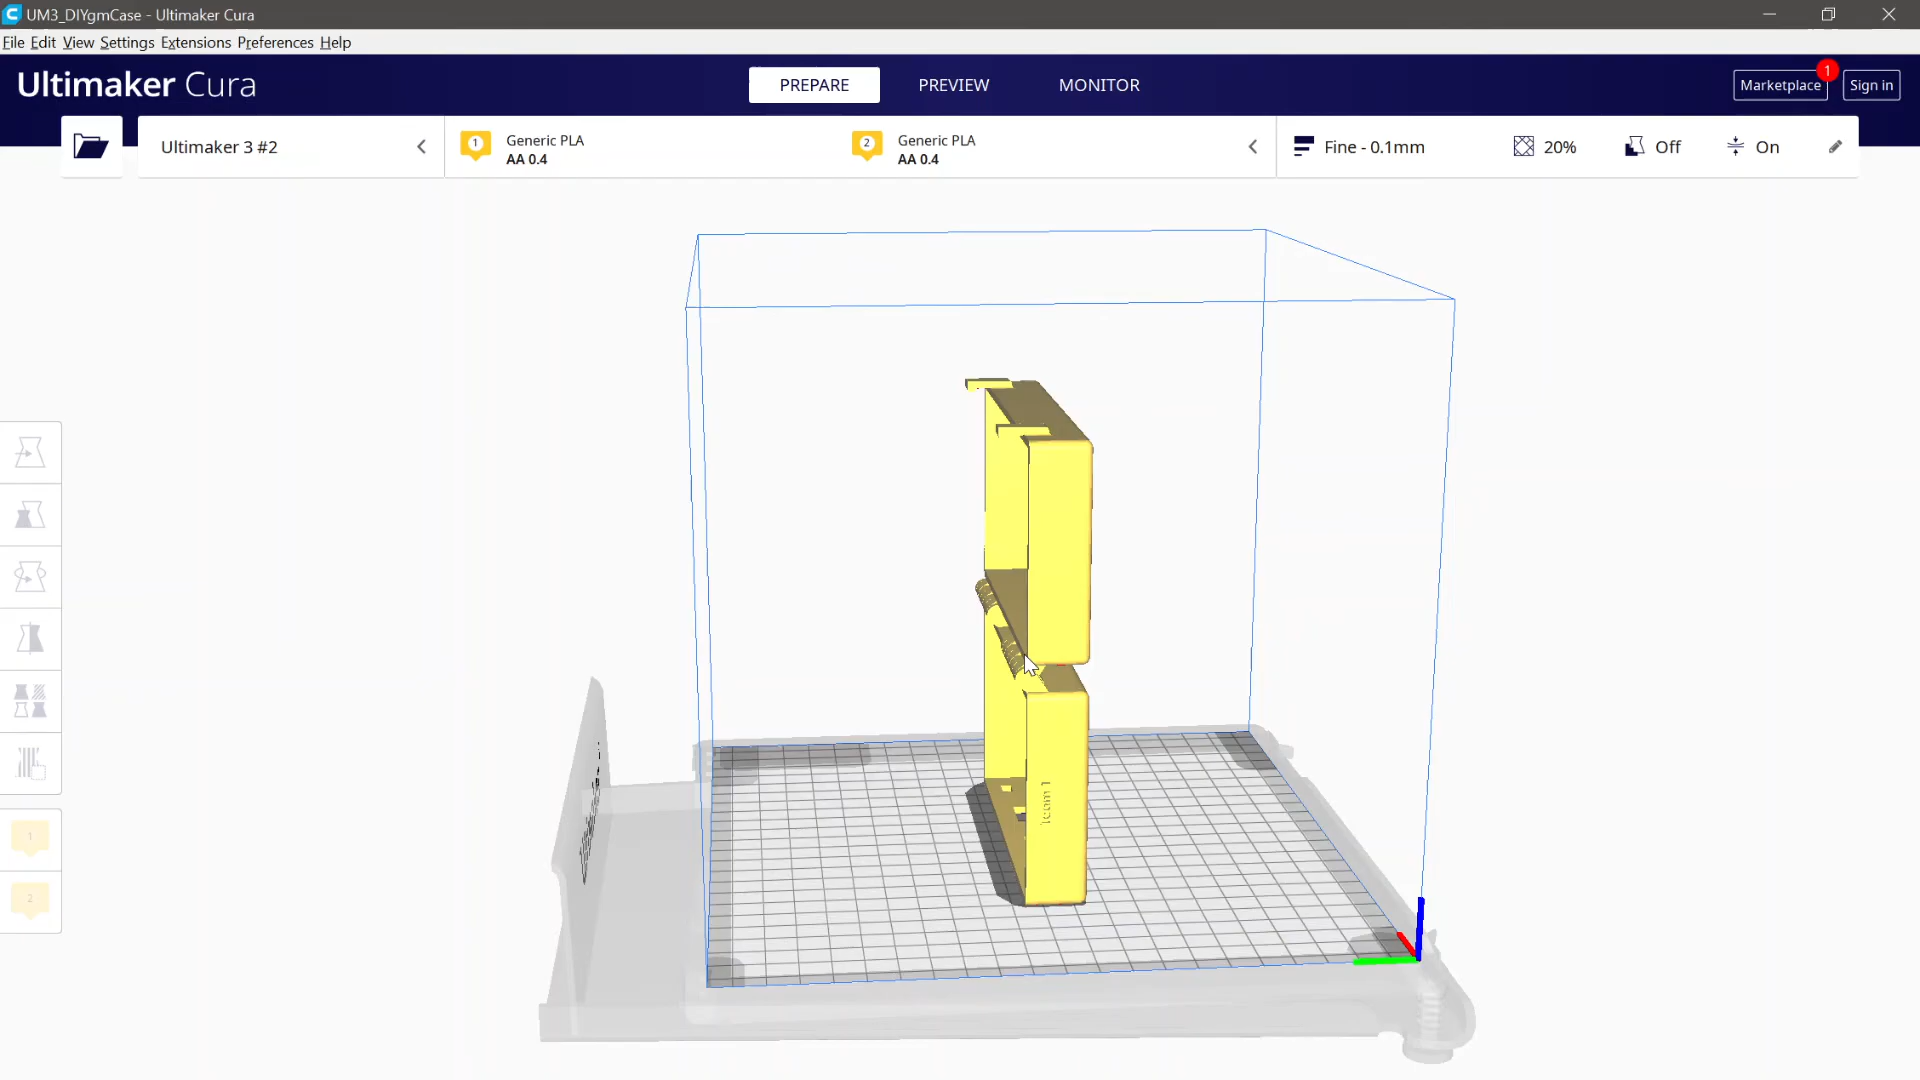 UM3_DIYgmCase - Ultimaker Cura
File Edit View Settings Extensions Preferences Help
Ultimaker Cura
PREPARE
PREVIEW
MONITOR
Marketplace
1
Sign in
Ultimaker 3 #2
1
Generic PLA
AA 0.4
2
Generic PLA
AA 0.4
Fine - 0.1mm
20%
Off
On
1
2